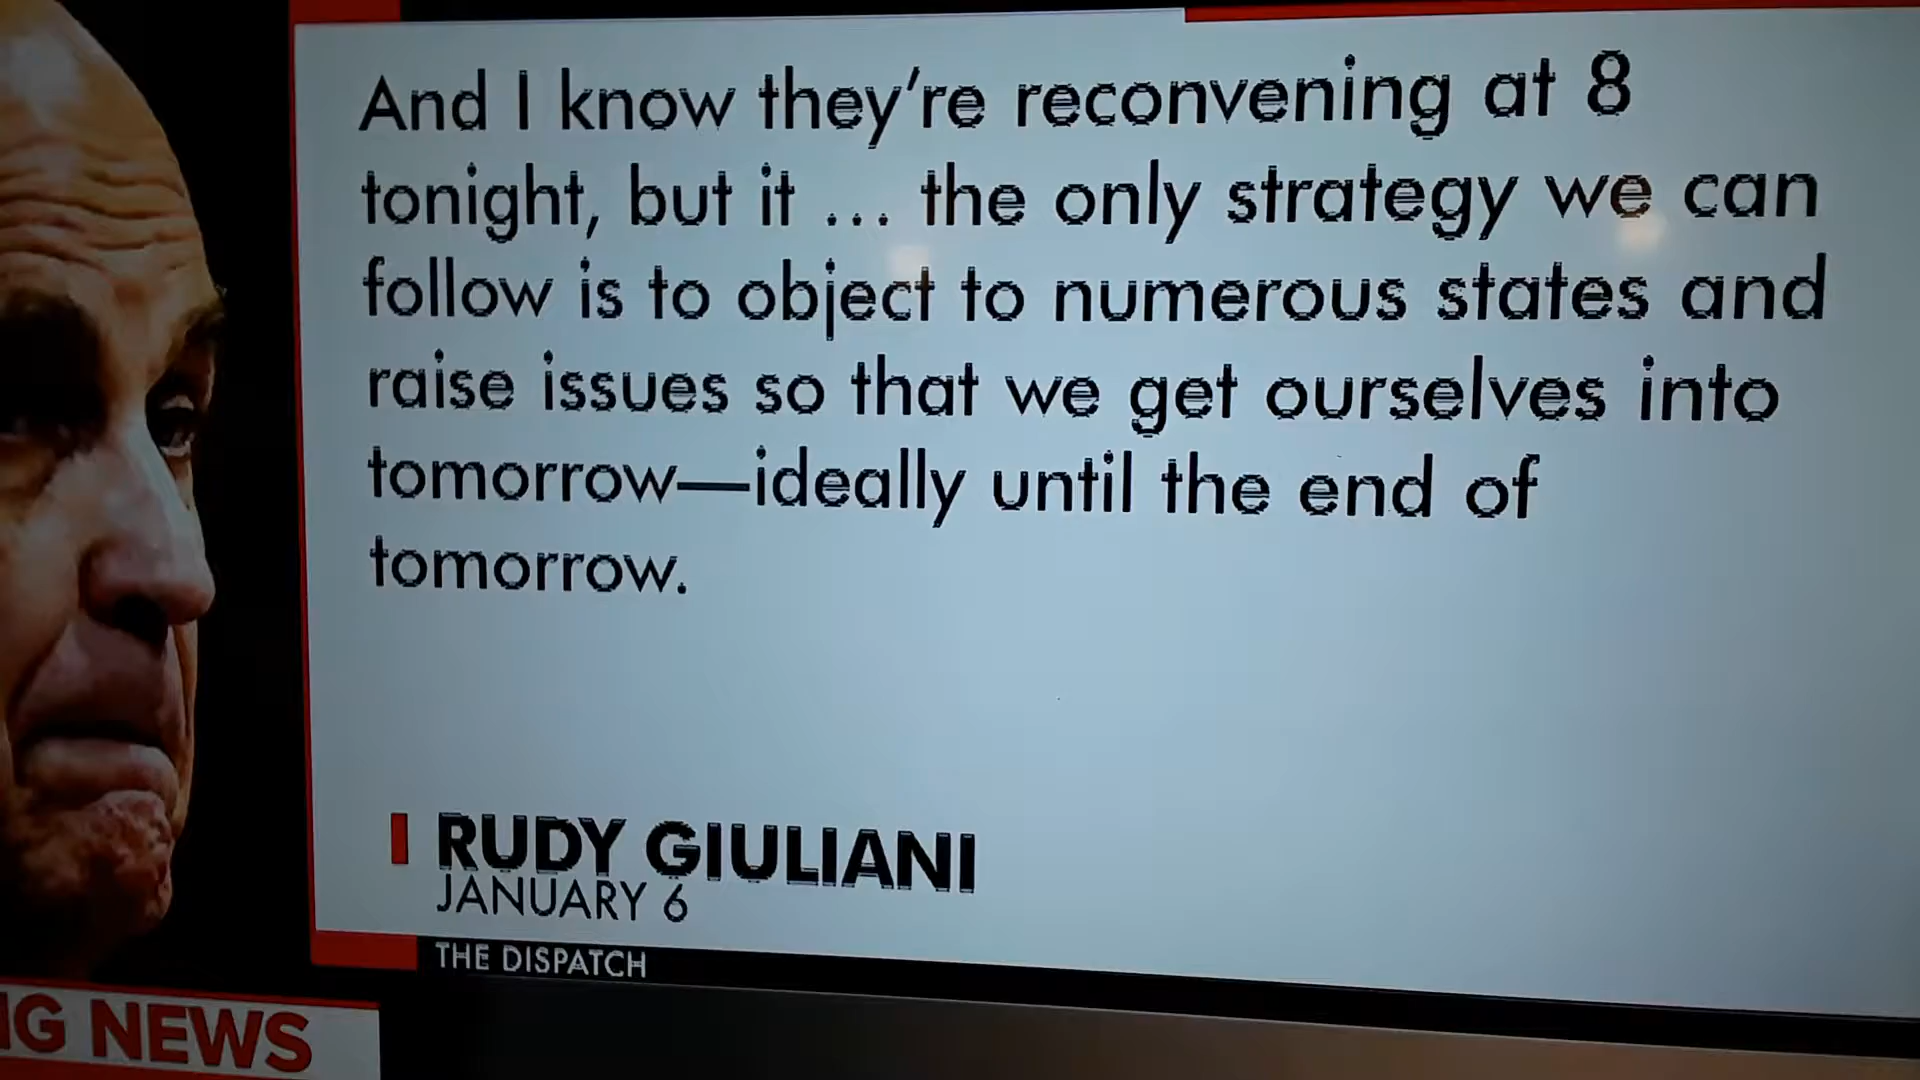 And I know they're reconvening at 8
tonight, but it ... the only strategy we can
follow is to object to numerous states and
raise issues so that we get ourselves into
tomorrow—ideally until the end of
tomorrow.
RUDY GIULIANI
JANUARY 6
THE DISPATCH
NEWS